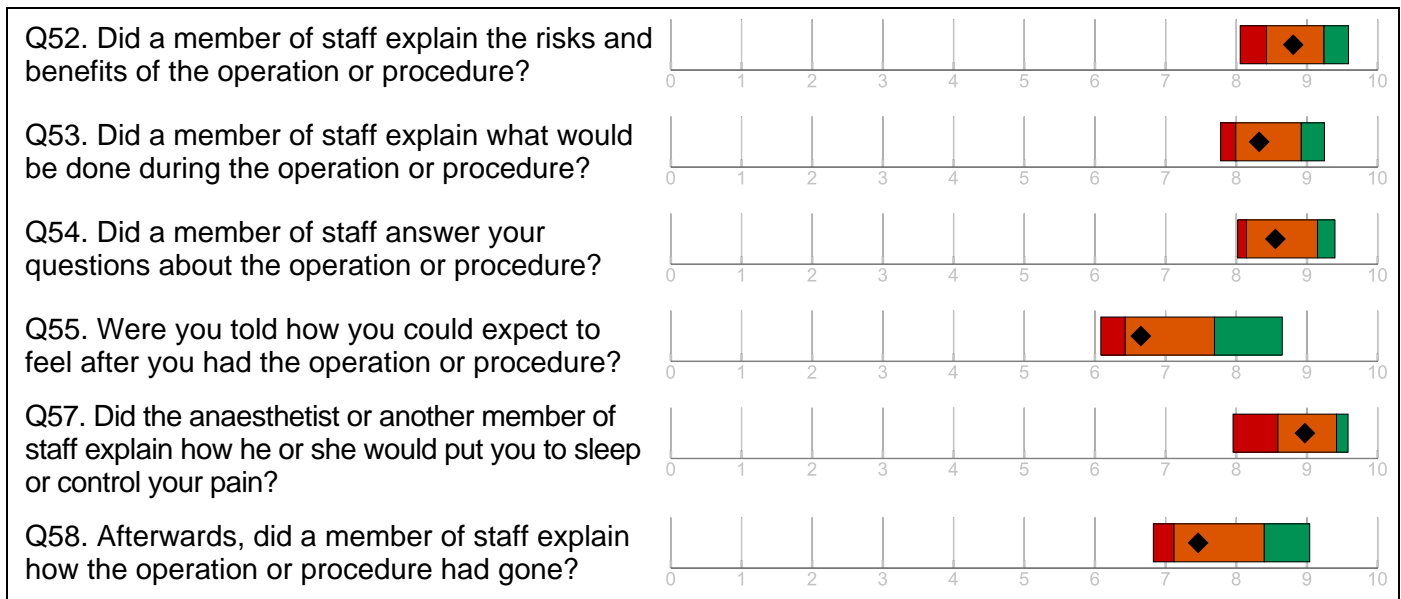 Q52. Did a member of staff explain the risks and
benefits of the operation or procedure?
0 1 2 3 4 5 6 7 8 9 10
Q53. Did a member of staff explain what would
be done during the operation or procedure?
0 1 2 3 4 5 6 7 8 9 10
Q54. Did a member of staff answer your
questions about the operation or procedure?
0 1 2 3 4 5 6 7 8 9 10
Q55. Were you told how you could expect to
feel after you had the operation or procedure?
0 1 2 3 4 5 6 7 8 9 10
Q57. Did the anaesthetist or another member of
staff explain how he or she would put you to sleep
or control your pain?
0 1 2 3 4 5 6 7 8 9 10
Q58. Afterwards, did a member of staff explain
how the operation or procedure had gone?
0 1 2 3 4 5 6 7 8 9 10